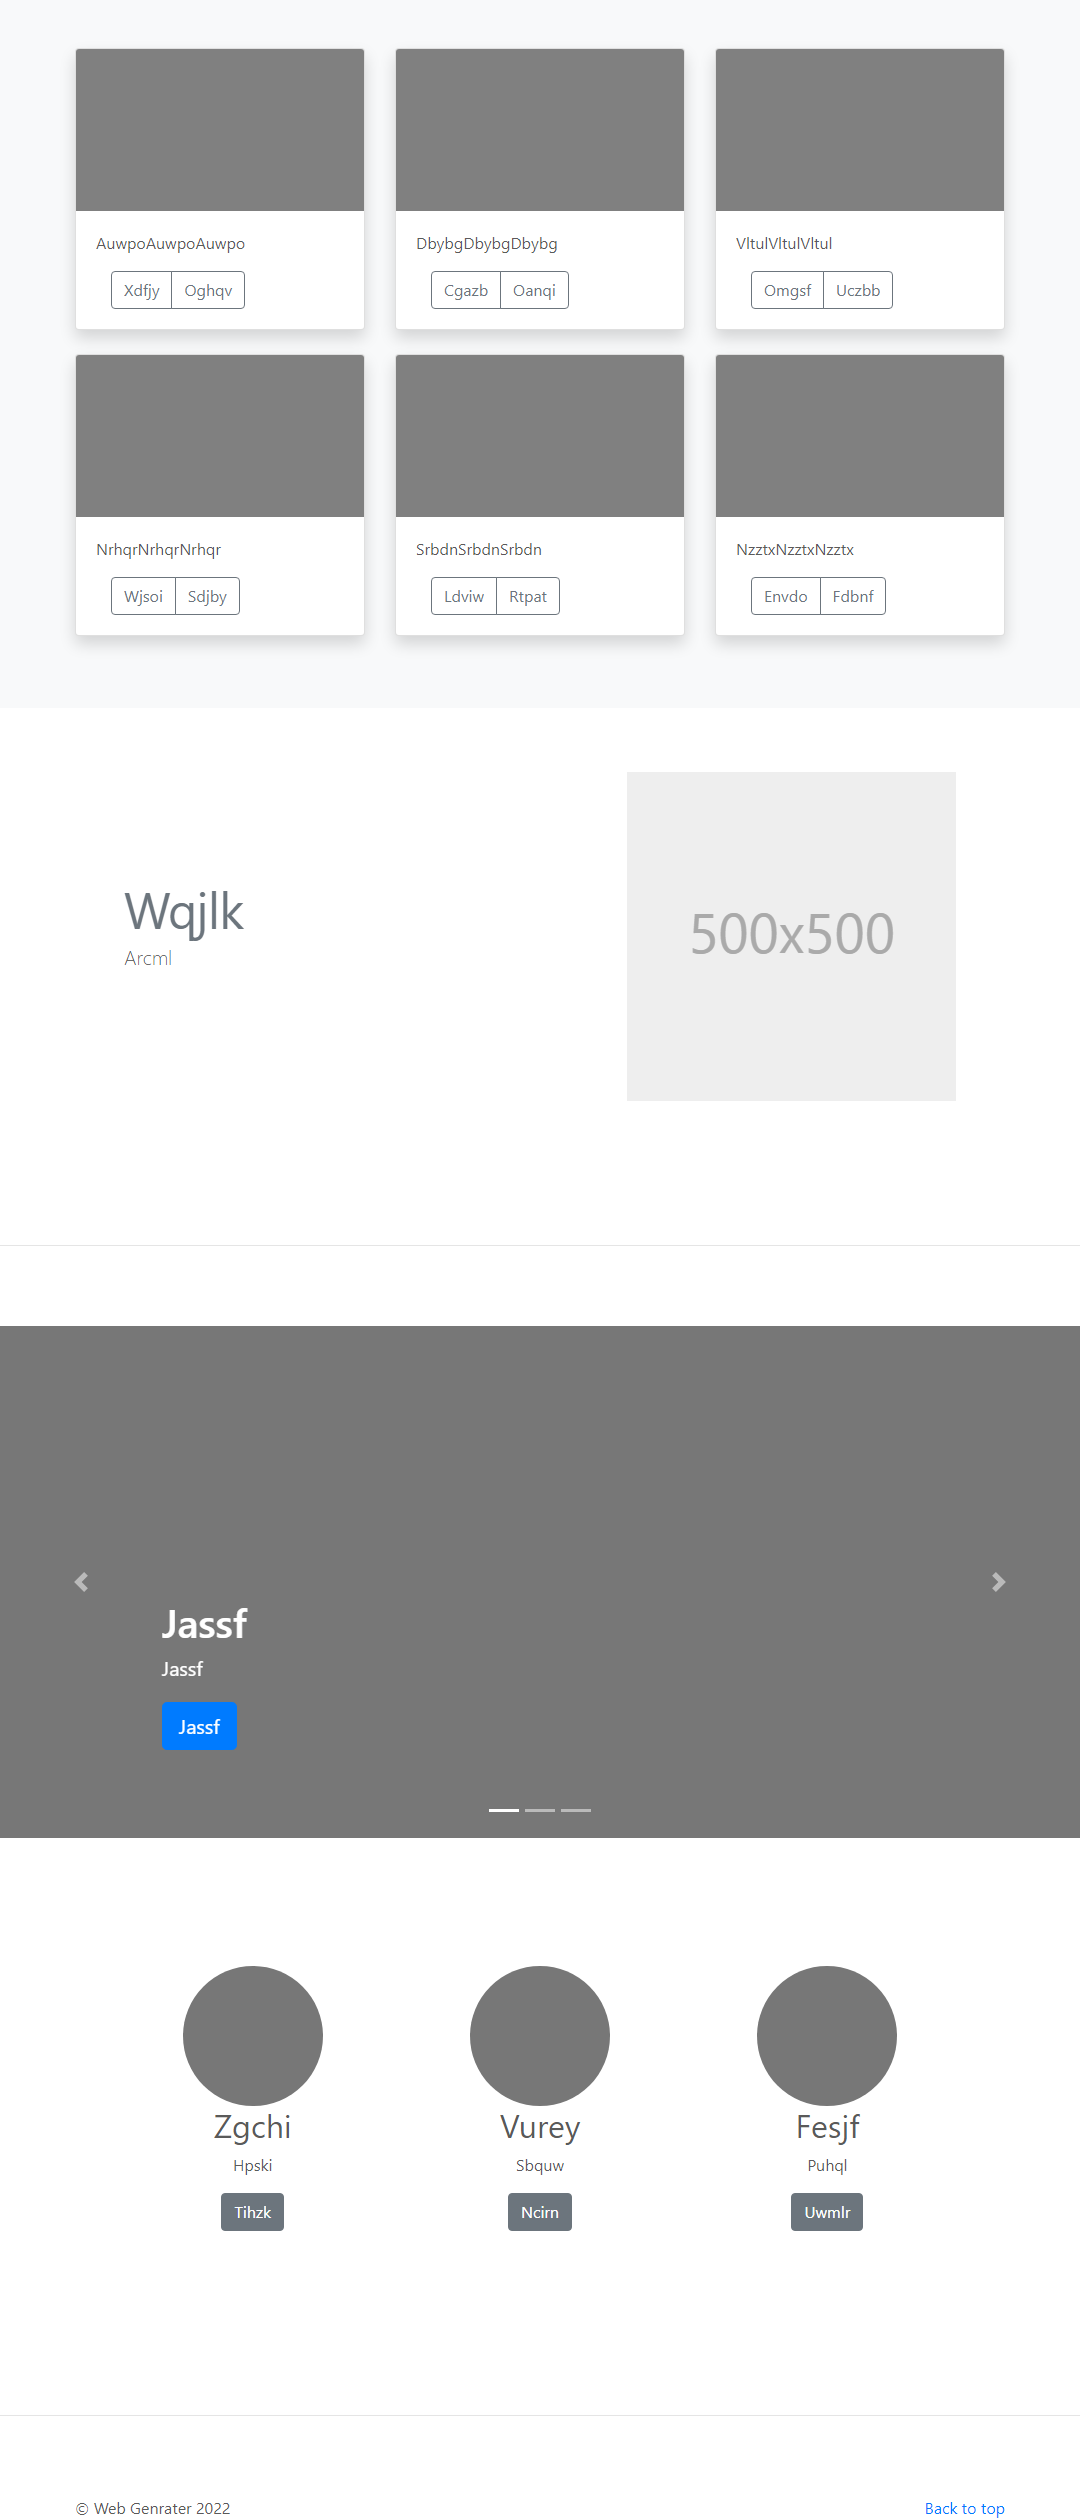 AuwpoAuwpoAuwpo
Xdfjy Oghqv
DbybgDbybgDbybg
Cgazb Oanqi
VltulVltulVltul
Omgsf Uczbb
NrhqrNrhqrNrhqr
Wjsoi Sdjby
SrbdnSrbdnSrbdn
Ldviw Rtpat
NzztxNzztxNzztx
Envdo Fdbnf
Wqjlk
Arcml
500x500
Jassf
Jassf
Jassf
Zgchi
Hpski
Tihzk
Vurey
Sbquw
Ncirn
Fesjf
Puhql
Uwmlr
© Web Genrater 2022
Back to top